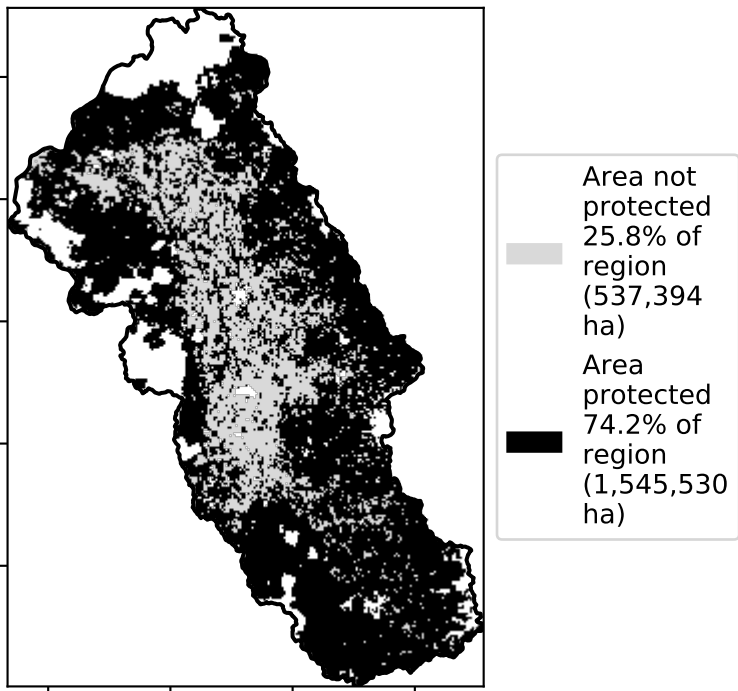 Area not
protected
25.8% of
region
(537,394
ha)
Area
protected
74.2% of
region
(1,545,530
ha)